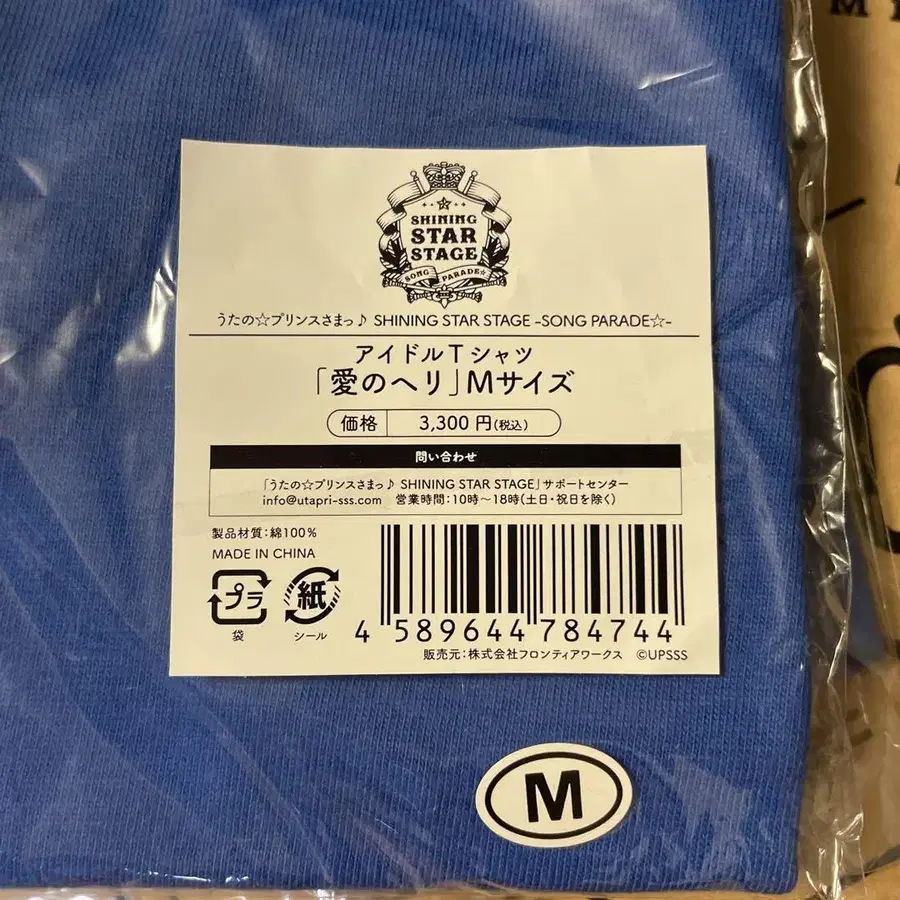 SHINING
STAR
STAGE
SONG PARADE☆
うたの☆プリンスさまっ♪ SHINING STAR STAGE -SONG PARADE☆-
アイドルTシャツ
「愛のヘリ」Mサイズ
価格 3,300円(税込)
問い合わせ
「うたの☆プリンスさまっ♪ SHINING STAR STAGE」サポートセンター
info@utapri-sss.com 営業時間:10時~18時(土日・祝日を除く)
製品材質:綿100%
MADE IN CHINA
プラ
袋
紙
シール
4 589644 784744
販売元:株式会社フロンティアワークス ©UPSSS
M